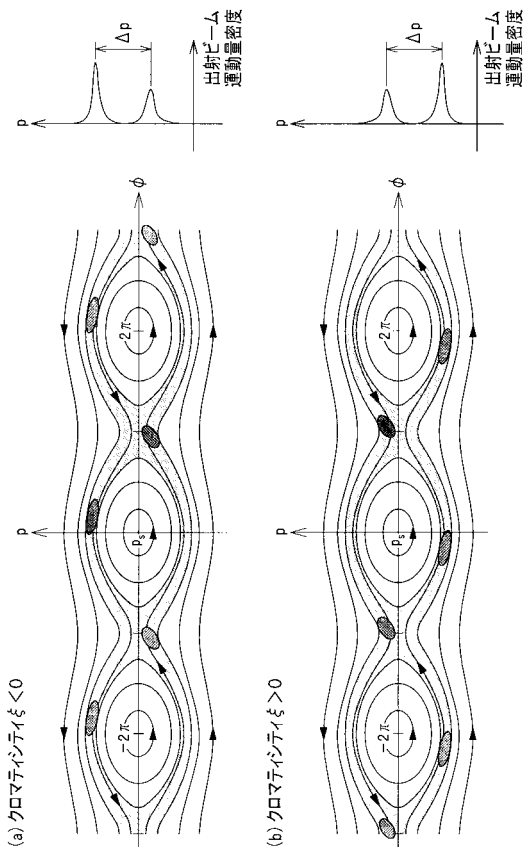 (a) クロマティシティξ<0
p
-2π
p_s
2π
φ
p
Δp
出射ビーム
運動量密度
(b) クロマティシティξ>0
p
-2π
p_s
2π
φ
p
Δp
出射ビーム
運動量密度